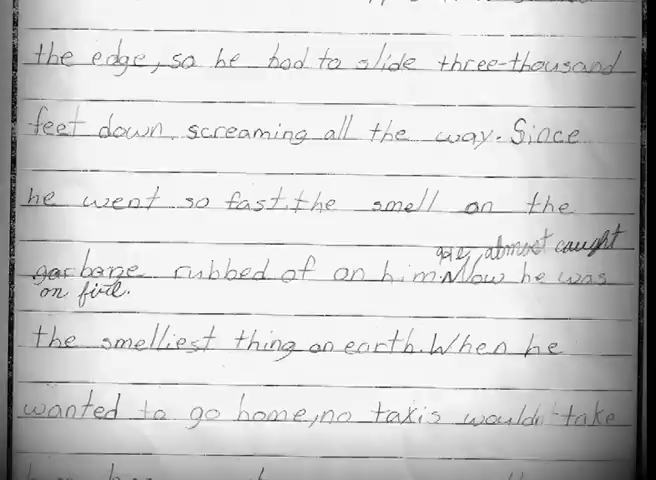 the edge, so he had to slide three-thousand
feet down screaming all the way. Since
he went so fast, the smell on the
almost caught
garbage rubbed of on him. Now he was
on fire.
the smelliest thing on earth. When he
wanted to go home, no taxis wouldn't take